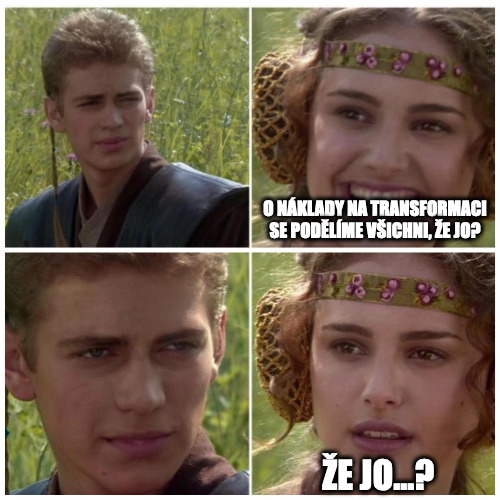 O NÁKLADY NA TRANSFORMACI
SE PODĚLÍME VŠICHNI, ŽE JO?
ŽE JO...?